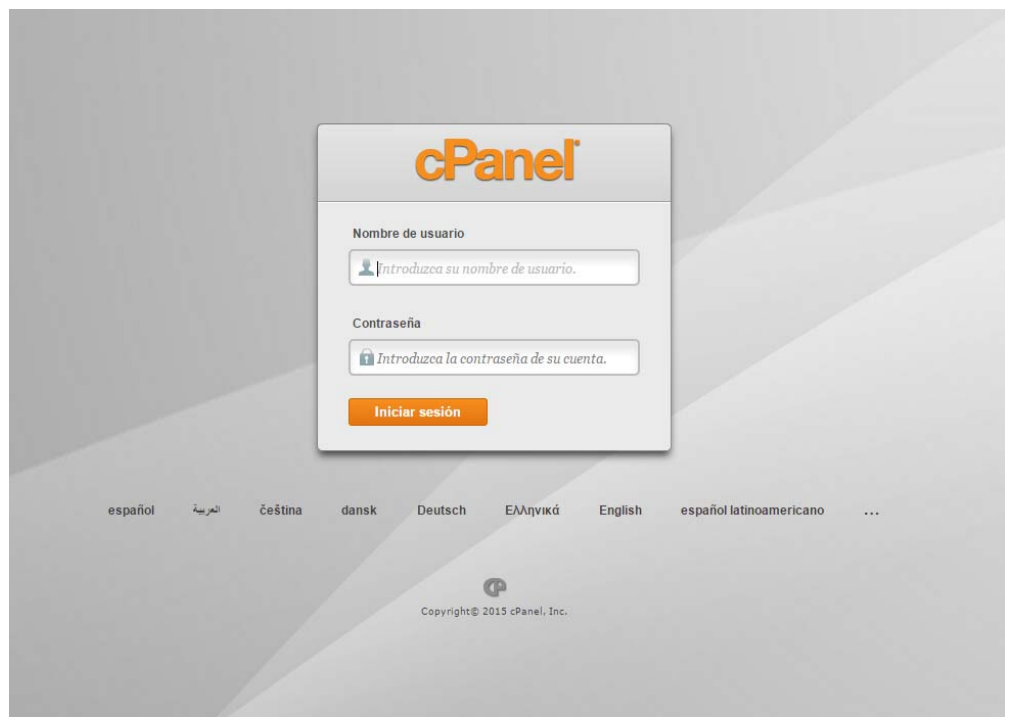 cPanel®
Nombre de usuario
Introduzca su nombre de usuario.
Contraseña
Introduzca la contraseña de su cuenta.
Iniciar sesión
español العربية čeština dansk Deutsch Ελληνικά English español latinoamericano ...
cP
Copyright© 2015 cPanel, Inc.